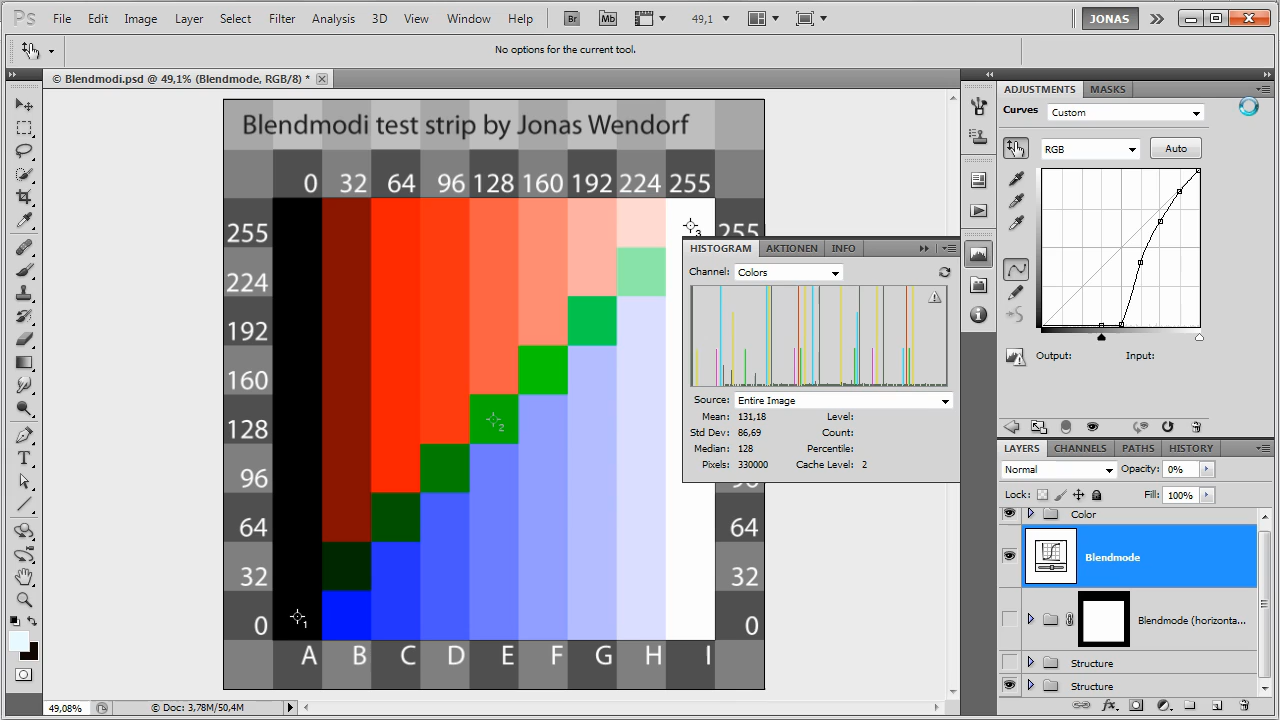 File Edit Image Layer Select Filter Analysis 3D View Window Help Br Mb 49,1 JONAS
No options for the current tool.
© Blendmodi.psd @ 49,1% (Blendmode, RGB/8) *
Blendmodi test strip by Jonas Wendorf
0 32 64 96 128 160 192 224 255
255 255
224
192
160
128
96
64 64
32 32
0 0
A B C D E F G H I
1
2
3
HISTOGRAM AKTIONEN INFO
Channel: Colors
Source: Entire Image
Mean: 131,18 Level:
Std Dev: 86,69 Count:
Median: 128 Percentile:
Pixels: 330000 Cache Level: 2
ADJUSTMENTS MASKS
Curves Custom
RGB Auto
Output: Input:
LAYERS CHANNELS PATHS HISTORY
Normal Opacity: 0%
Lock: Fill: 100%
Color
Blendmode
Blendmode (horizonta...
Structure
Structure
49,08% © Doc: 3,78M/50,4M